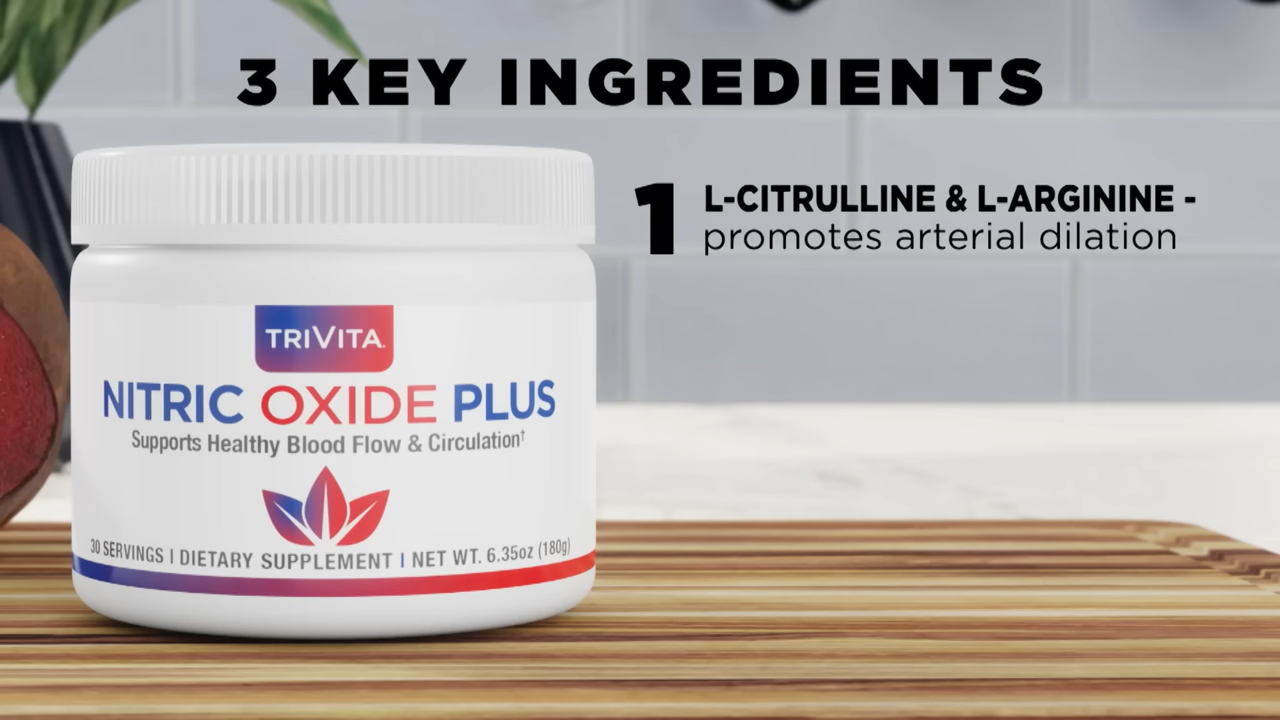 3 KEY INGREDIENTS
1 L-CITRULLINE & L-ARGININE -
promotes arterial dilation
TRIVITA.
NITRIC OXIDE PLUS
Supports Healthy Blood Flow & Circulation†
30 SERVINGS | DIETARY SUPPLEMENT | NET WT. 6.35oz (180g)